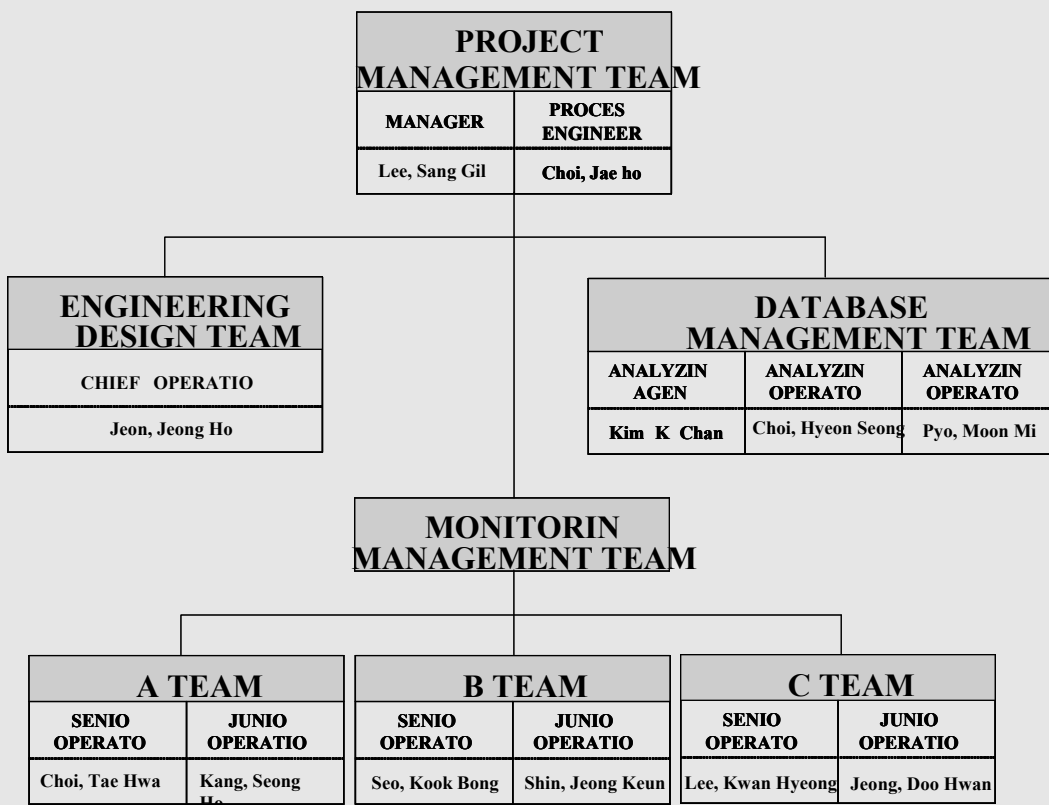 PROJECT
MANAGEMENT TEAM
MANAGER
PROCES
ENGINEER
Lee, Sang Gil
Choi, Jae ho
ENGINEERING
DESIGN TEAM
CHIEF OPERATIO
Jeon, Jeong Ho
DATABASE
MANAGEMENT TEAM
ANALYZIN
AGEN
ANALYZIN
OPERATO
ANALYZIN
OPERATO
Kim K Chan
Choi, Hyeon Seong
Pyo, Moon Mi
MONITORIN
MANAGEMENT TEAM
A TEAM
SENIO
OPERATO
JUNIO
OPERATIO
Choi, Tae Hwa
Kang, Seong
Ho
B TEAM
SENIO
OPERATO
JUNIO
OPERATIO
Seo, Kook Bong
Shin, Jeong Keun
C TEAM
SENIO
OPERATO
JUNIO
OPERATIO
Lee, Kwan Hyeong
Jeong, Doo Hwan